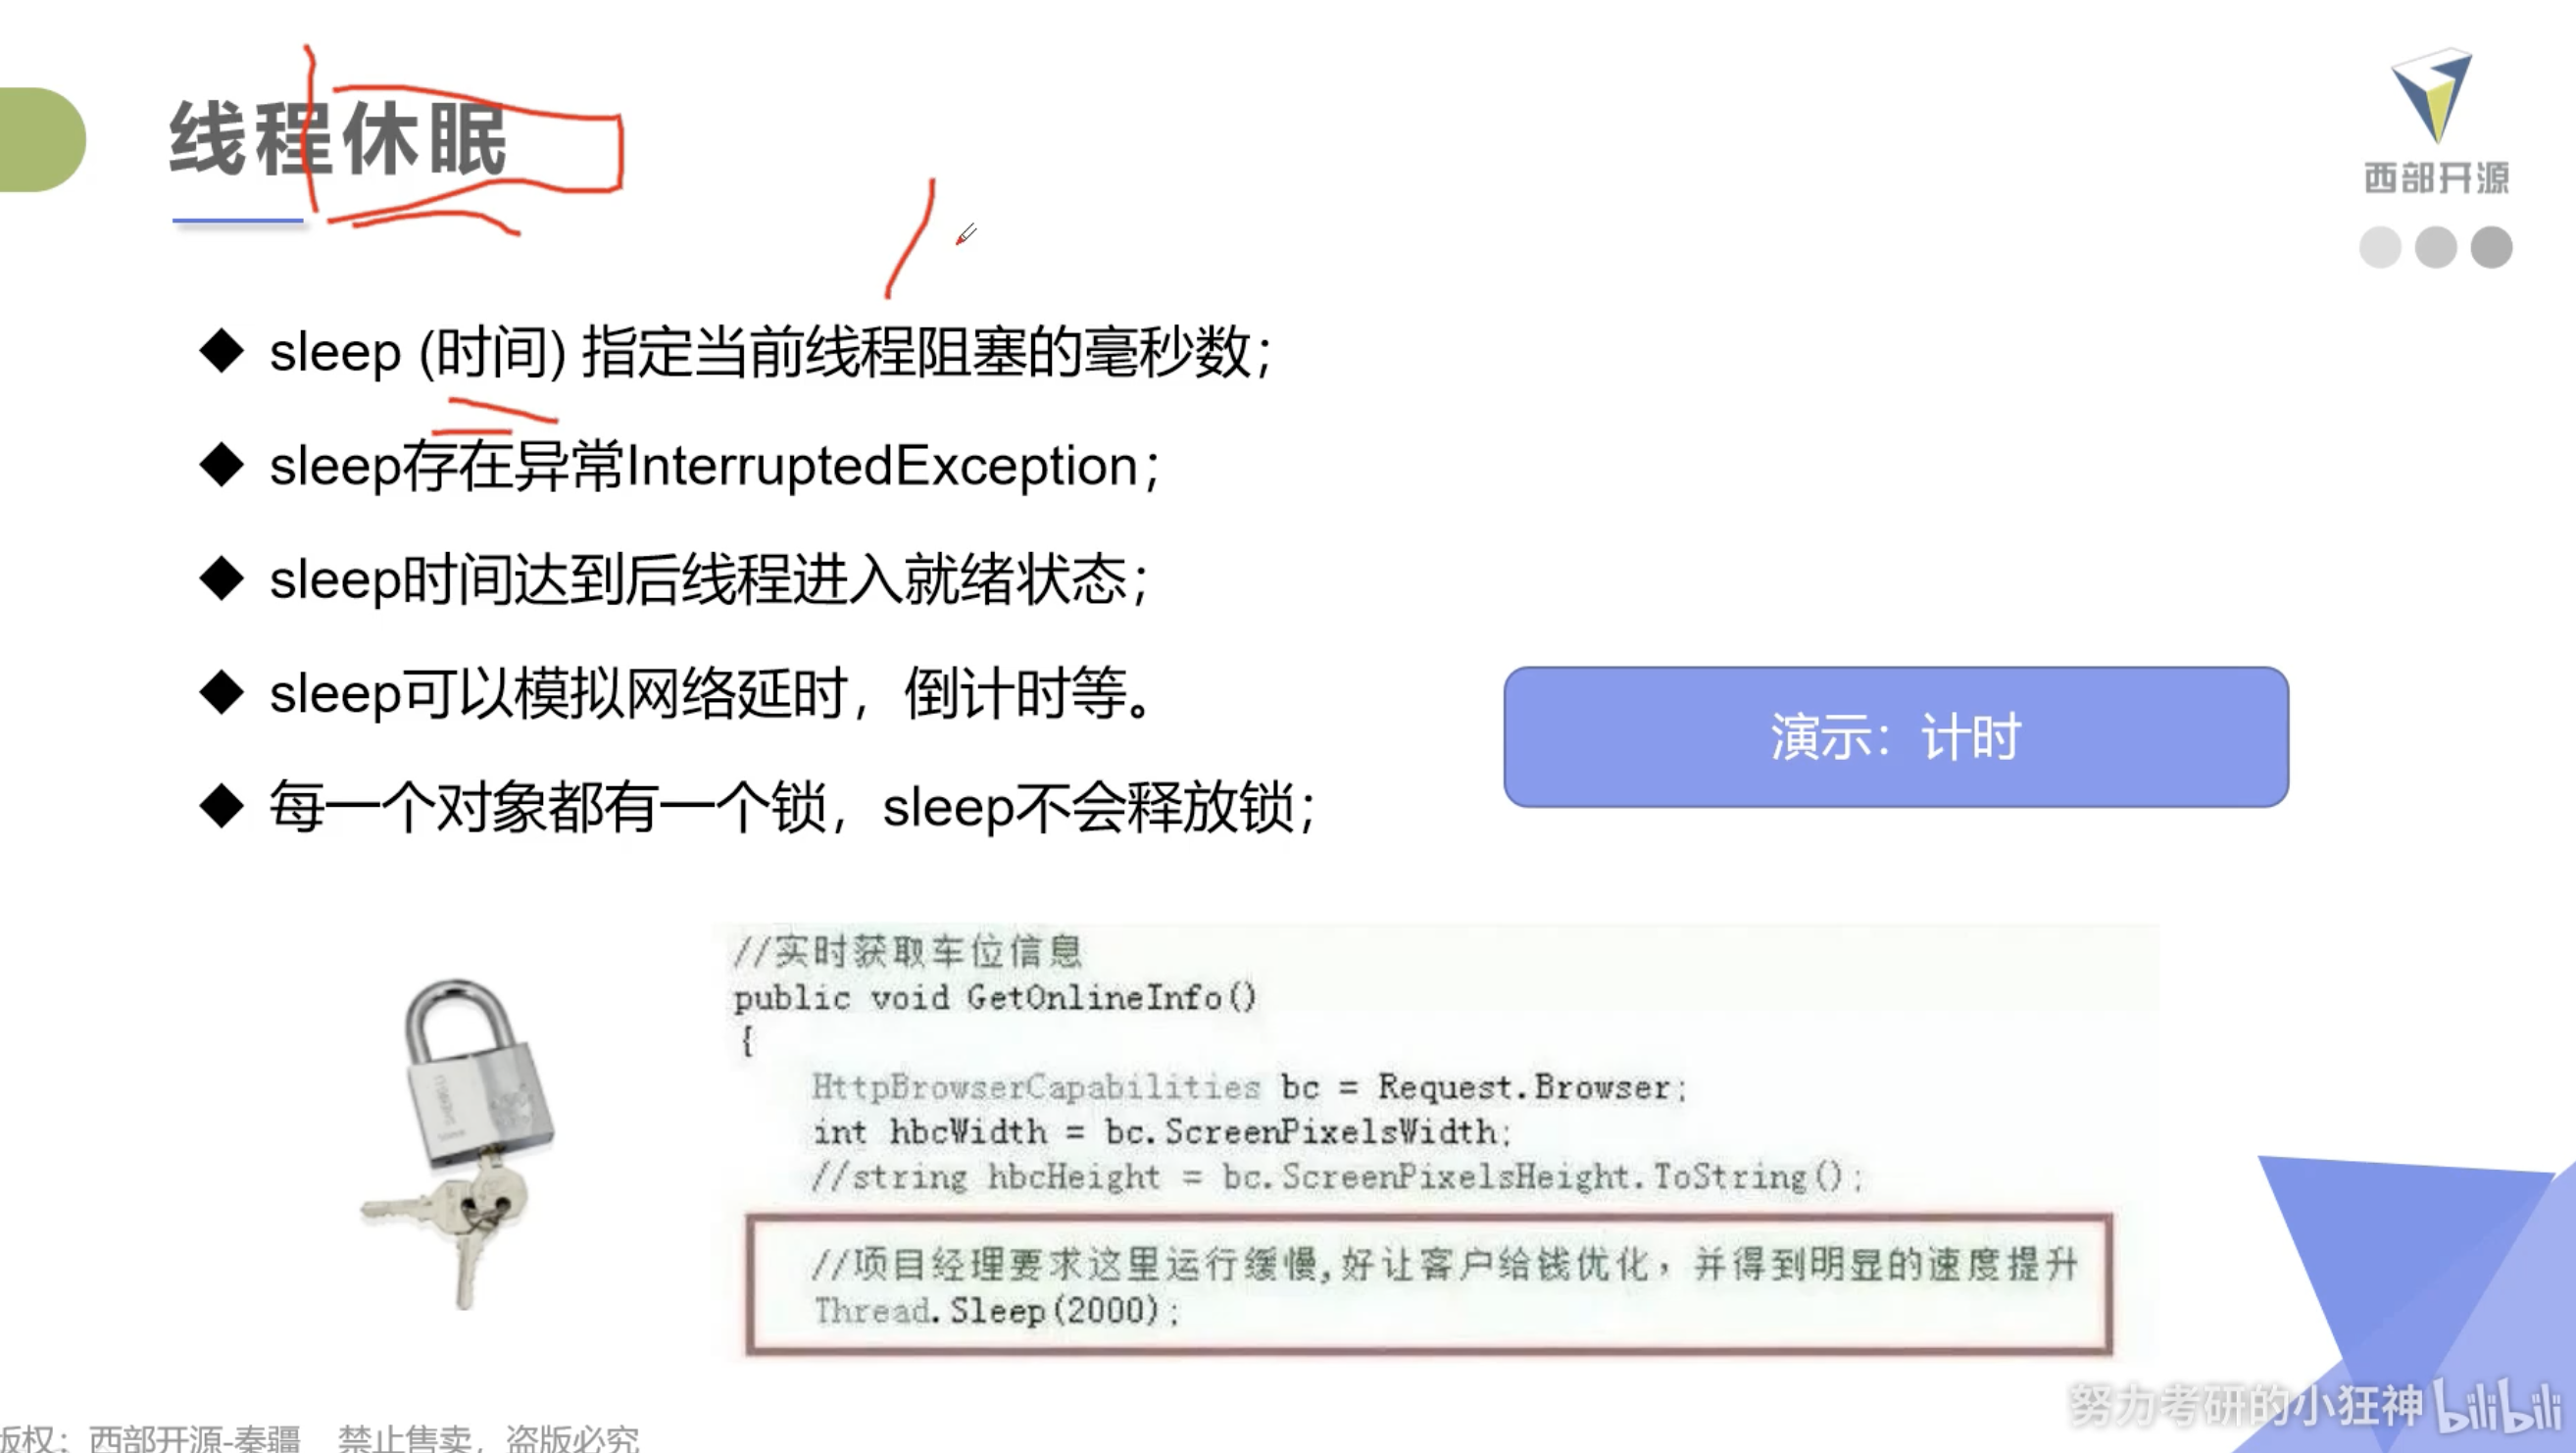 线程休眠
西部开源
sleep (时间) 指定当前线程阻塞的毫秒数；
sleep存在异常InterruptedException；
sleep时间达到后线程进入就绪状态；
sleep可以模拟网络延时，倒计时等。
每一个对象都有一个锁，sleep不会释放锁；
演示：计时
//实时获取车位信息
public void GetOnlineInfo()
{
HttpBrowserCapabilities bc = Request.Browser;
int hbcWidth = bc.ScreenPixelsWidth;
//string hbcHeight = bc.ScreenPixelsHeight.ToString();
//项目经理要求这里运行缓慢,好让客户给钱优化，并得到明显的速度提升
Thread.Sleep(2000);
努力考研的小狂神 bilibili
版权：西部开源-秦疆 禁止售卖，盗版必究